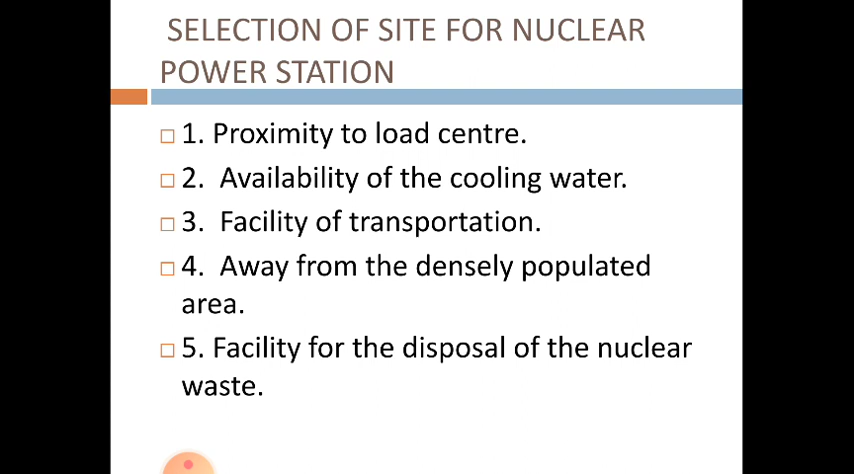 SELECTION OF SITE FOR NUCLEAR
POWER STATION
1. Proximity to load centre.
2. Availability of the cooling water.
3. Facility of transportation.
4. Away from the densely populated
area.
5. Facility for the disposal of the nuclear
waste.